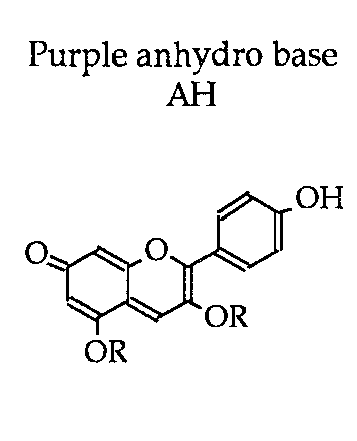 Purple anhydro base
AH
OH
O
O
OR
OR